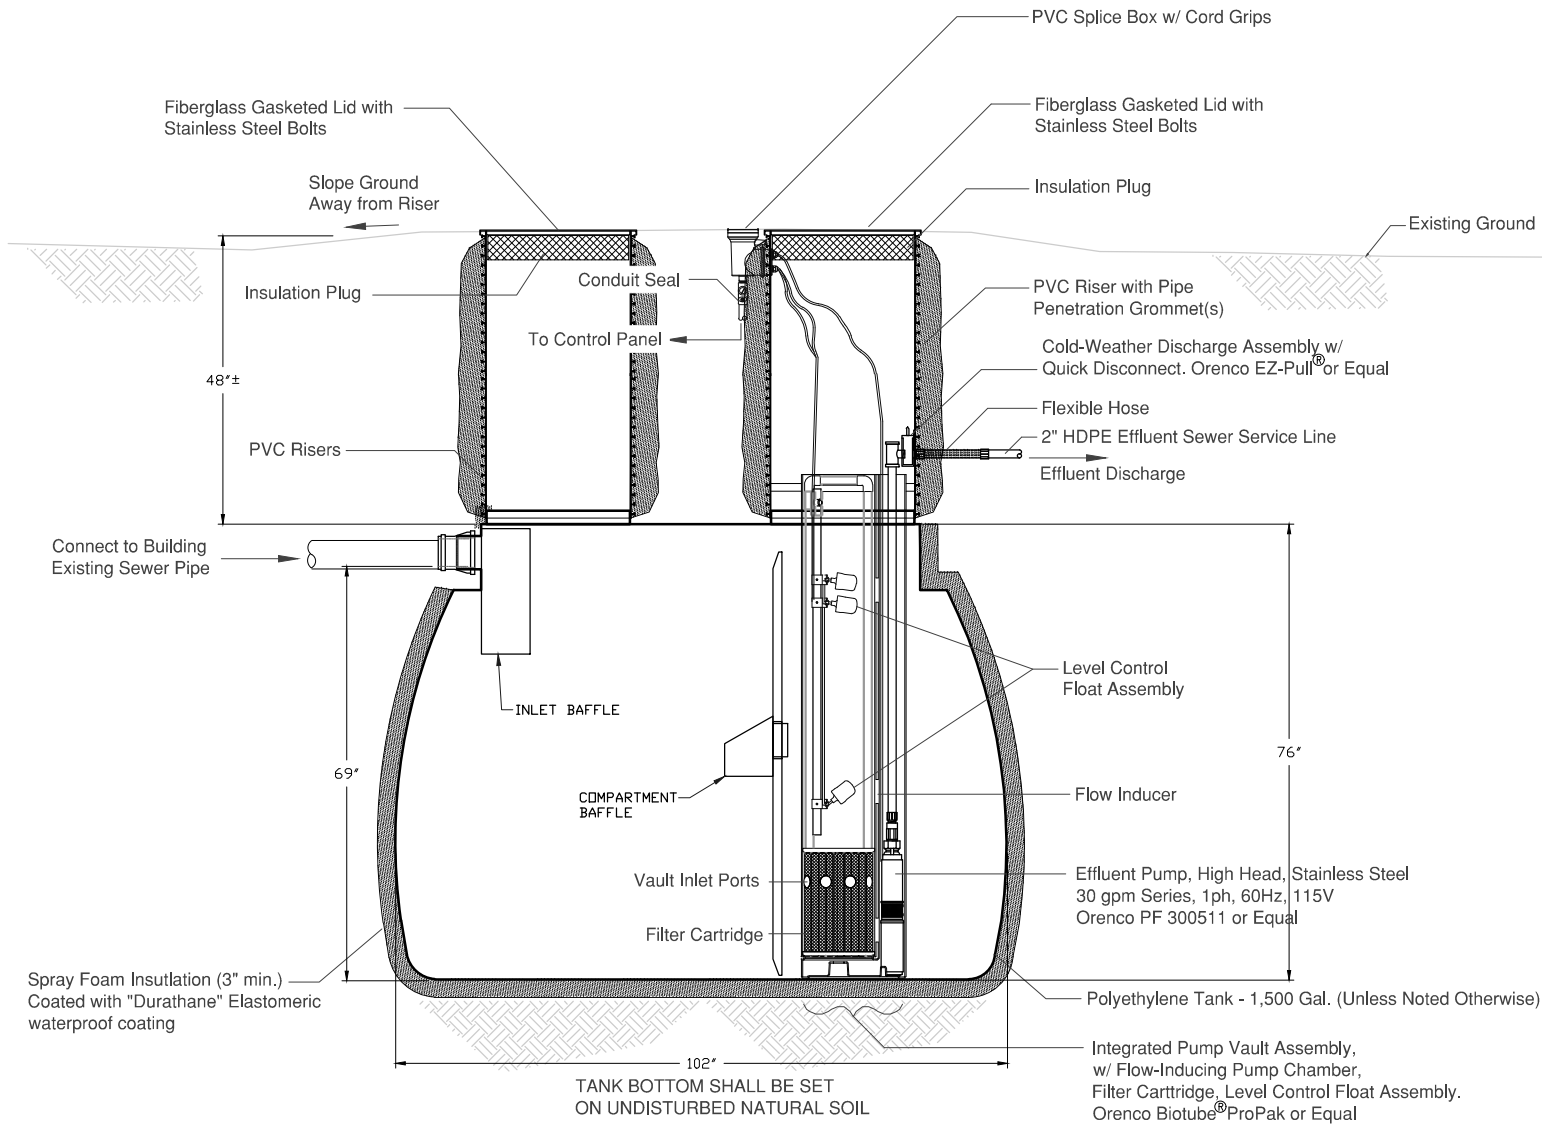 PVC Splice Box w/ Cord Grips
Fiberglass Gasketed Lid with
Stainless Steel Bolts
Fiberglass Gasketed Lid with
Stainless Steel Bolts
Slope Ground
Away from Riser
Insulation Plug
Existing Ground
Insulation Plug
Conduit Seal
PVC Riser with Pipe
Penetration Grommet(s)
To Control Panel
Cold-Weather Discharge Assembly w/
Quick Disconnect. Orenco EZ-Pull® or Equal
48"±
Flexible Hose
2" HDPE Effluent Sewer Service Line
Effluent Discharge
PVC Risers
Connect to Building
Existing Sewer Pipe
Level Control
Float Assembly
INLET BAFFLE
76"
69"
COMPARTMENT
BAFFLE
Flow Inducer
Vault Inlet Ports
Effluent Pump, High Head, Stainless Steel
30 gpm Series, 1ph, 60Hz, 115V
Orenco PF 300511 or Equal
Filter Cartridge
Spray Foam Insutlation (3" min.)
Coated with "Durathane" Elastomeric
waterproof coating
Polyethylene Tank - 1,500 Gal. (Unless Noted Otherwise)
102"
TANK BOTTOM SHALL BE SET
ON UNDISTURBED NATURAL SOIL
Integrated Pump Vault Assembly,
w/ Flow-Inducing Pump Chamber,
Filter Carttridge, Level Control Float Assembly.
Orenco Biotube® ProPak or Equal